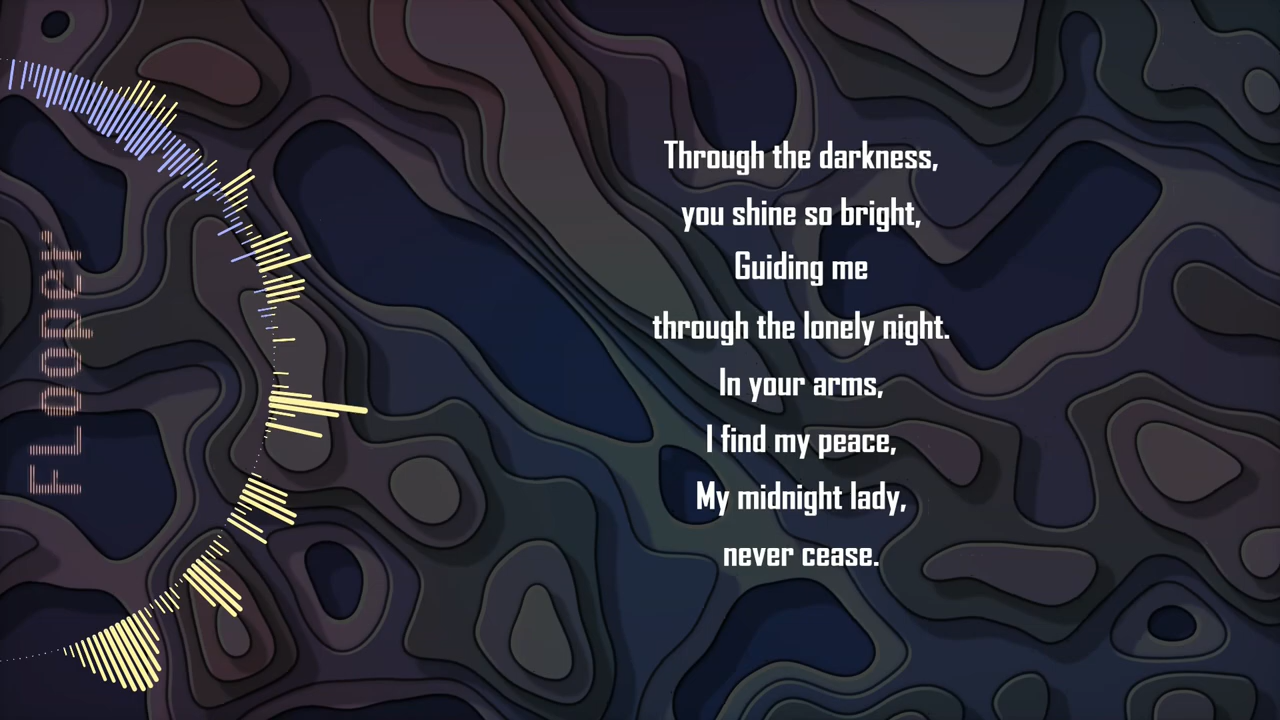 FLooper
Through the darkness,
you shine so bright,
Guiding me
through the lonely night.
In your arms,
I find my peace,
My midnight lady,
never cease.